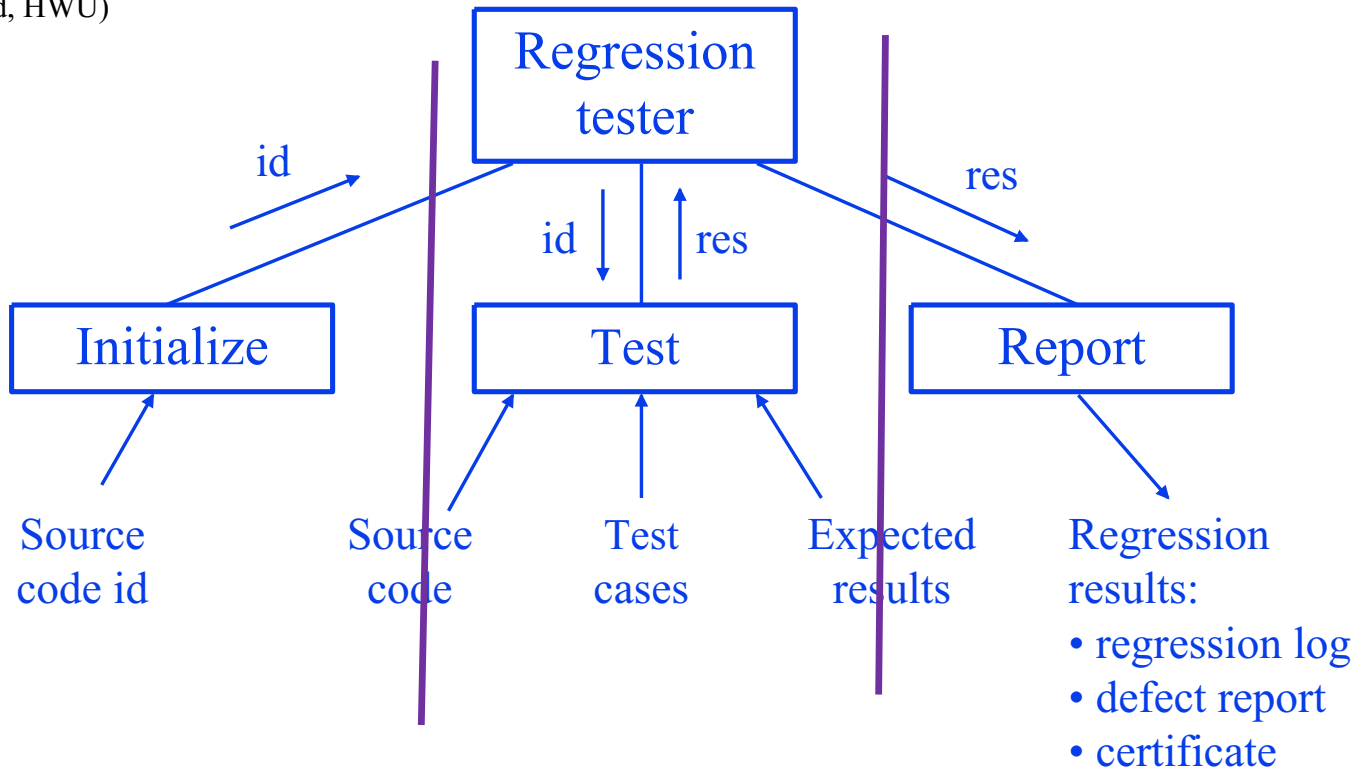 d, HWU)
Regression
tester
id
id
res
res
Initialize
Test
Report
Source
code id
Source
code
Test
cases
Expected
results
Regression
results:
• regression log
• defect report
• certificate